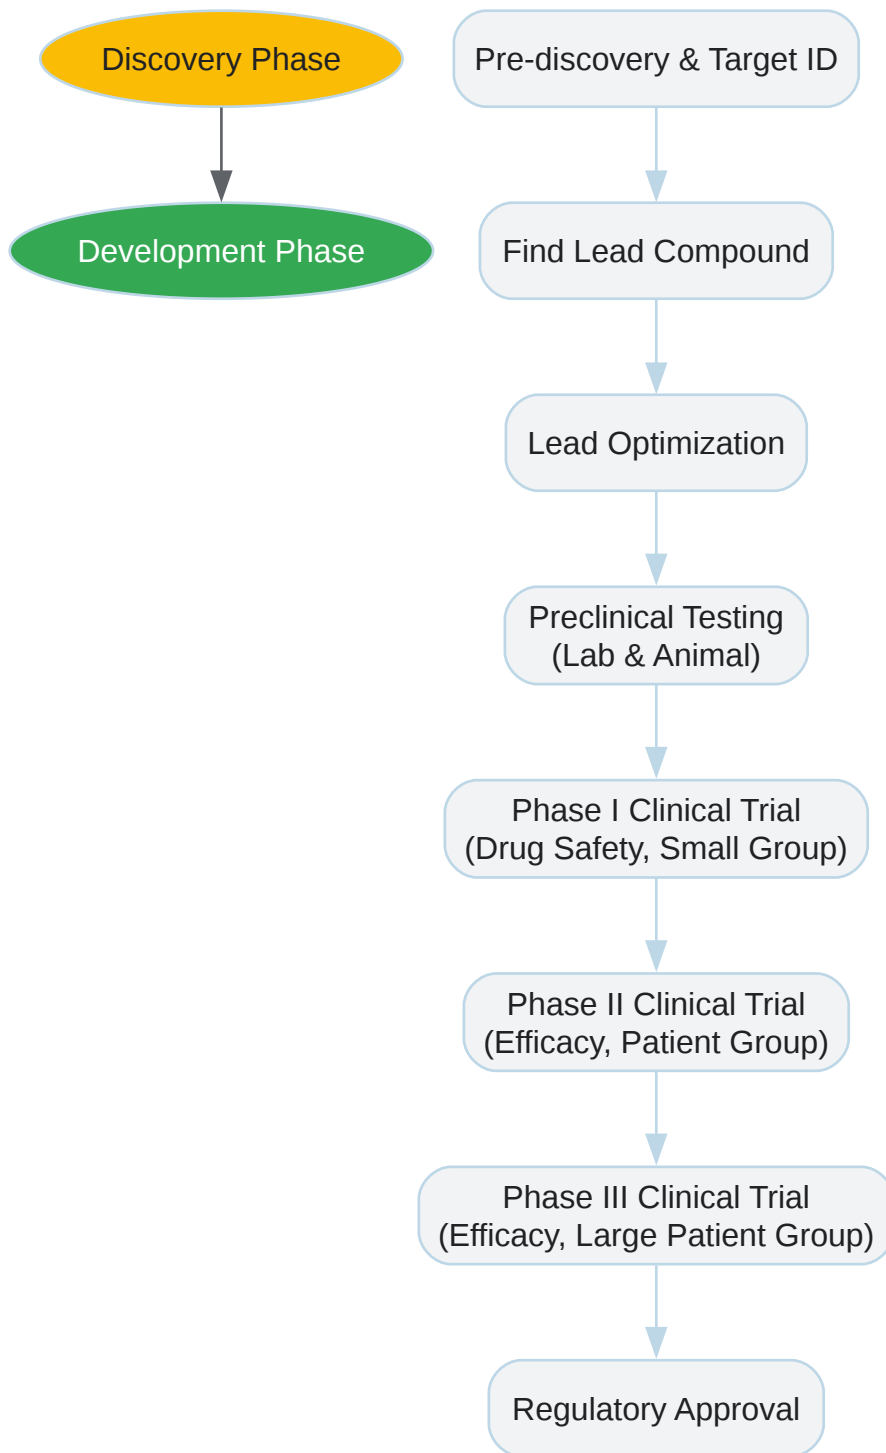 Discovery Phase
Development Phase
Pre-discovery & Target ID
Find Lead Compound
Lead Optimization
Preclinical Testing
(Lab & Animal)
Phase I Clinical Trial
(Drug Safety, Small Group)
Phase II Clinical Trial
(Efficacy, Patient Group)
Phase III Clinical Trial
(Efficacy, Large Patient Group)
Regulatory Approval